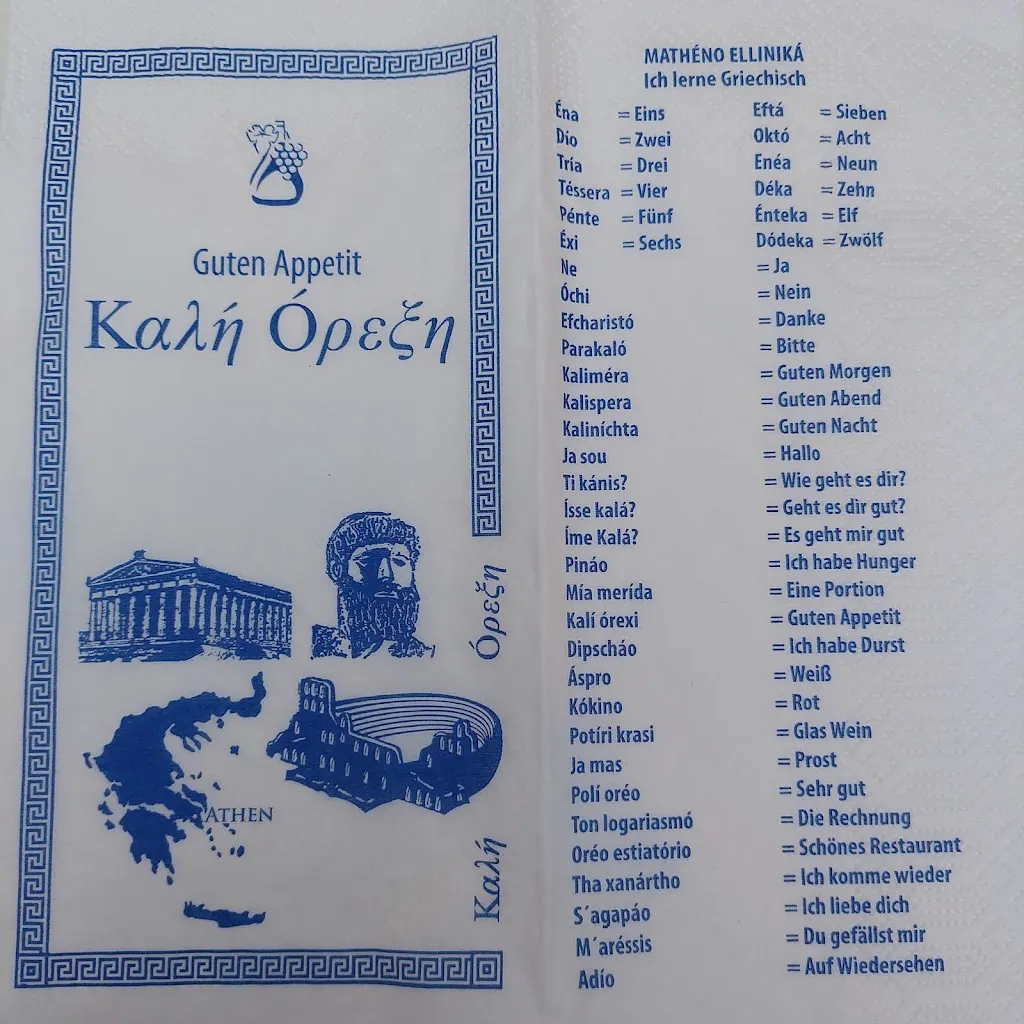 Guten Appetit
Καλή Όρεξη
Όρεξη
Καλή
ATHEN
MATHÉNO ELLINIKÁ
Ich lerne Griechisch
Éna = Eins Eftá = Sieben
Dío = Zwei Októ = Acht
Tría = Drei Enéa = Neun
Téssera = Vier Déka = Zehn
Pénte = Fünf Énteka = Elf
Éxi = Sechs Dódeka = Zwölf
Ne = Ja
Óchi = Nein
Efcharistó = Danke
Parakaló = Bitte
Kaliméra = Guten Morgen
Kalispera = Guten Abend
Kaliníchta = Guten Nacht
Ja sou = Hallo
Ti kánis? = Wie geht es dir?
Ísse kalá? = Geht es dir gut?
Íme Kalá? = Es geht mir gut
Pináo = Ich habe Hunger
Mía merída = Eine Portion
Kalí órexi = Guten Appetit
Dipscháo = Ich habe Durst
Áspro = Weiß
Kókino = Rot
Potíri krasi = Glas Wein
Ja mas = Prost
Polí oréo = Sehr gut
Ton logariasmó = Die Rechnung
Oréo estiatório = Schönes Restaurant
Tha xanártho = Ich komme wieder
S´agapáo = Ich liebe dich
M´aréssis = Du gefällst mir
Adío = Auf Wiedersehen